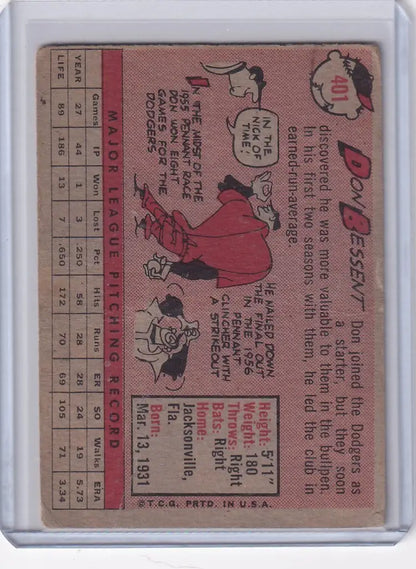 401
DON BESSENT
Don joined the Dodgers as
a starter, but they soon
discovered he was more valuable to them in the bullpen.
In his first two seasons with them, he led the club in
earned-run-average.
IN THE
NICK OF
TIME!
IN THE MIDST OF THE
1955 PENNANT RACE
DON WON EIGHT
GAMES FOR THE
DODGERS
HE NAILED DOWN
THE FINAL OUT
IN THE 1956
PENNANT
CLINCHER WITH
A STRIKEOUT
Height: 5'11"
Weight: 180
Throws: Right
Bats: Right
Home:
Jacksonville,
Fla.
Born:
Mar. 13, 1931
©T.C.G. PRTD. IN U.S.A.
MAJOR LEAGUE PITCHING RECORD
Games IP Won Lost Pct Hits Runs ER SO Walks ERA
YEAR 27 44 1 3 .250 58 28 28 24 19 5.73
LIFE 89 186 13 7 .650 172 70 69 105 71 3.34